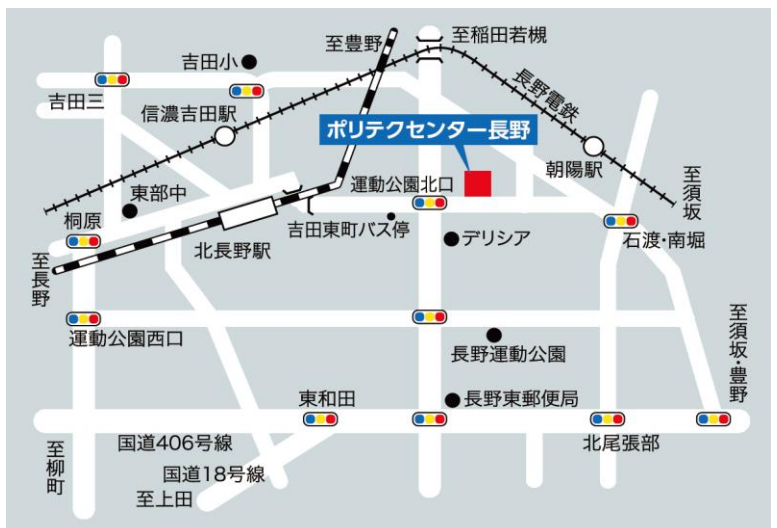 至豊野
至稲田若槻
吉田小
吉田三
信濃吉田駅
長野電鉄
ポリテクセンター長野
朝陽駅
至須坂
東部中
運動公園北口
桐原
吉田東町バス停
デリシア
石渡・南堀
北長野駅
至長野
運動公園西口
長野運動公園
至須坂・豊野
東和田
長野東郵便局
国道406号線
北尾張部
至柳町
国道18号線
至上田